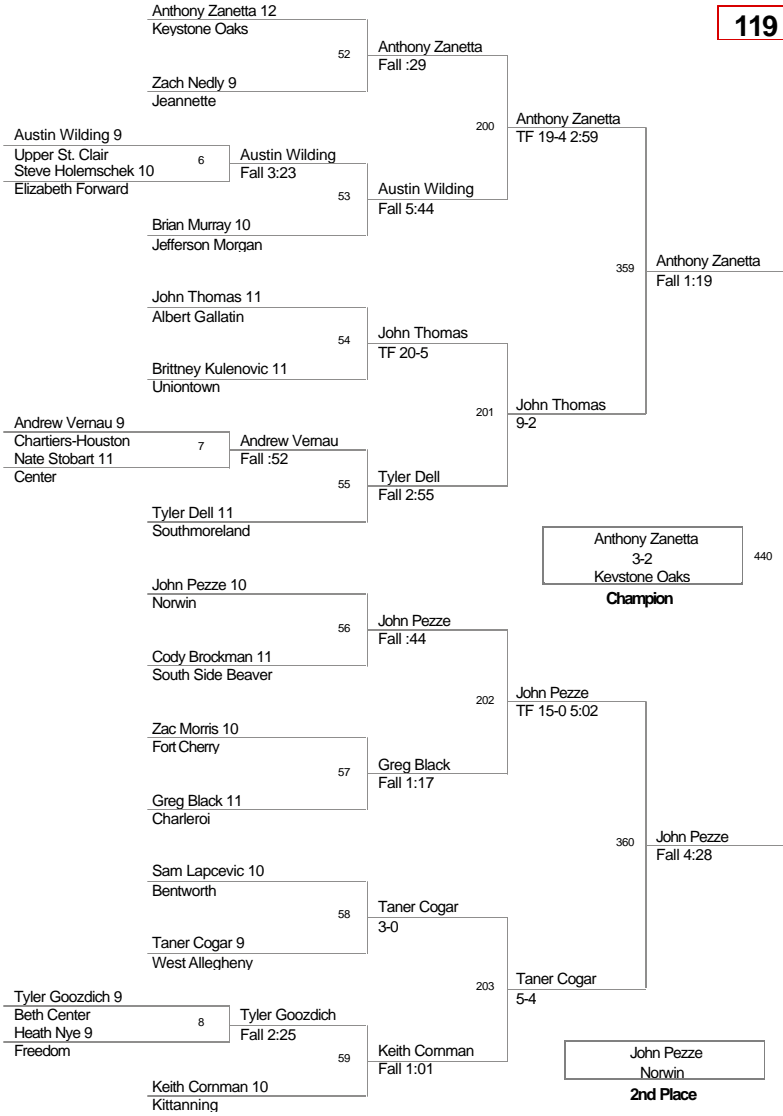 119
Anthony Zanetta 12
Keystone Oaks
52
Anthony Zanetta
Fall :29
Zach Nedly 9
Jeannette
200
Anthony Zanetta
TF 19-4 2:59
Austin Wilding 9
Upper St. Clair
6
Steve Holemschek 10
Elizabeth Forward
Austin Wilding
Fall 3:23
53
Austin Wilding
Fall 5:44
Brian Murray 10
Jefferson Morgan
359
Anthony Zanetta
Fall 1:19
John Thomas 11
Albert Gallatin
54
John Thomas
TF 20-5
Brittney Kulenovic 11
Uniontown
201
John Thomas
9-2
Andrew Vernau 9
Chartiers-Houston
7
Nate Stobart 11
Center
Andrew Vernau
Fall :52
55
Tyler Dell
Fall 2:55
Tyler Dell 11
Southmoreland
Anthony Zanetta
3-2
Keystone Oaks
440
Champion
John Pezze 10
Norwin
56
John Pezze
Fall :44
Cody Brockman 11
South Side Beaver
202
John Pezze
TF 15-0 5:02
Zac Morris 10
Fort Cherry
57
Greg Black
Fall 1:17
Greg Black 11
Charleroi
360
John Pezze
Fall 4:28
Sam Lapcevic 10
Bentworth
58
Taner Cogar
3-0
Taner Cogar 9
West Allegheny
203
Taner Cogar
5-4
Tyler Goozdich 9
Beth Center
8
Heath Nye 9
Freedom
Tyler Goozdich
Fall 2:25
59
Keith Cornman
Fall 1:01
Keith Cornman 10
Kittanning
John Pezze
Norwin
2nd Place